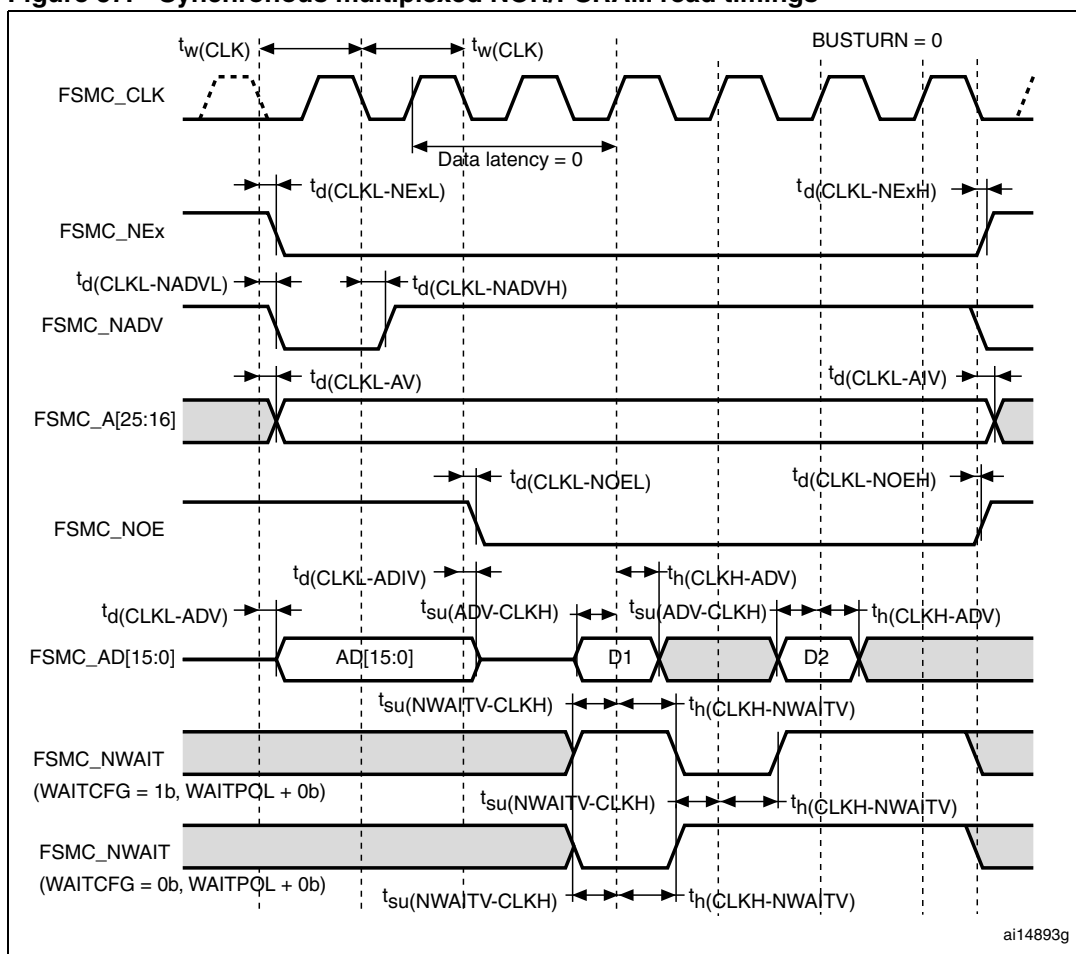 Figure 57. Synchronous multiplexed NOR/PSRAM read timings
BUSTURN = 0
tw(CLK)
tw(CLK)
FSMC_CLK
Data latency = 0
td(CLKL-NExL)
td(CLKL-NExH)
FSMC_NEx
td(CLKL-NADVL)
td(CLKL-NADVH)
FSMC_NADV
td(CLKL-AV)
td(CLKL-AIV)
FSMC_A[25:16]
td(CLKL-NOEL)
td(CLKL-NOEH)
FSMC_NOE
td(CLKL-ADIV)
th(CLKH-ADV)
td(CLKL-ADV)
tsu(ADV-CLKH)
tsu(ADV-CLKH)
th(CLKH-ADV)
FSMC_AD[15:0]
AD[15:0]
D1
D2
tsu(NWAITV-CLKH)
th(CLKH-NWAITV)
FSMC_NWAIT
(WAITCFG = 1b, WAITPOL + 0b)
tsu(NWAITV-CLKH)
th(CLKH-NWAITV)
FSMC_NWAIT
(WAITCFG = 0b, WAITPOL + 0b)
tsu(NWAITV-CLKH)
th(CLKH-NWAITV)
ai14893g